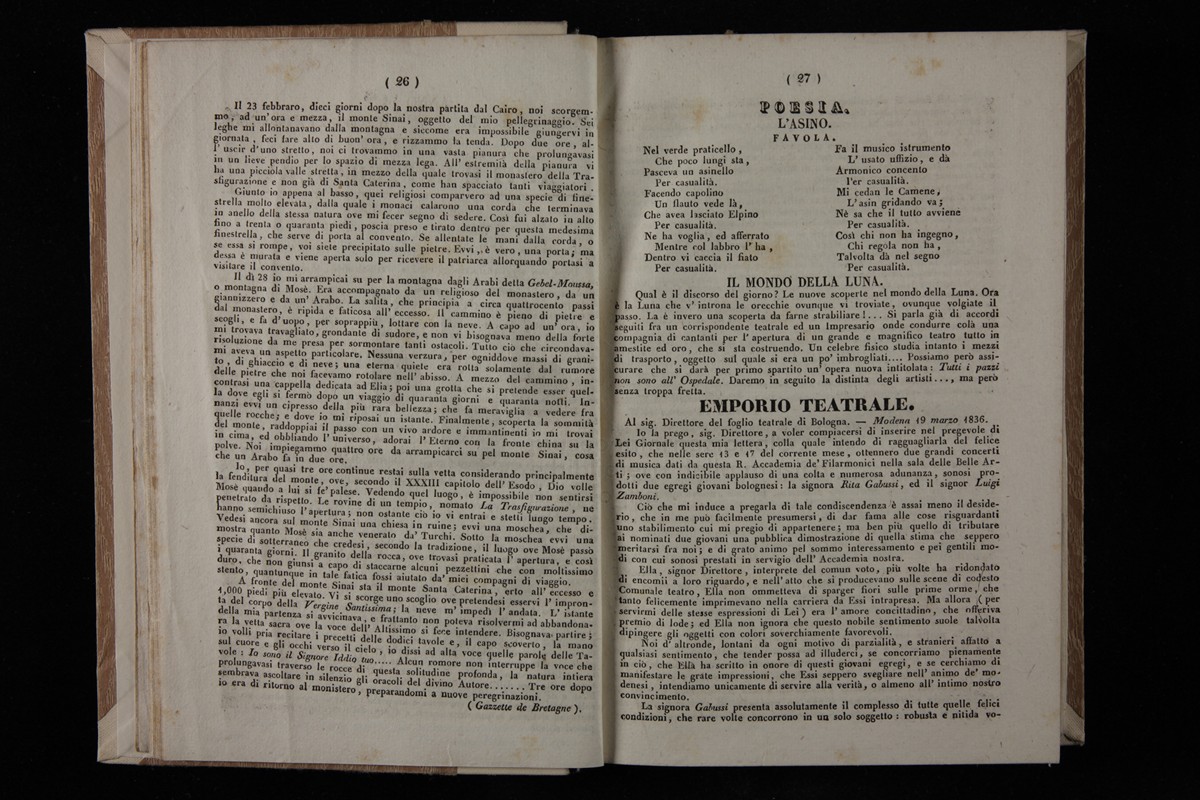 ( 26 )
Il 23 febbraro, dieci giorni dopo la nostra partita dal Cairo, noi scorgem-
mo, ad un' ora e mezza, il monte Sinai, oggetto del mio pellegrinaggio. Sei
leghe mi allontanavano dalla montagna e siccome era impossibile giungervi in
giornata, feci fare alto di buon' ora, e rizzammo la tenda. Dopo due ore, al-
l' uscir d' uno stretto, noi ci trovammo in una vasta pianura che prolungavasi
in un lieve pendio per lo spazio di mezza lega. All' estremità della pianura vi
ha una picciola valle stretta, in mezzo della quale trovasi il monastero della Tra-
sfigurazione e non già di Santa Caterina, come han spacciato tanti viaggiatori.
Giunto io appena al basso, quei religiosi comparvero ad una specie di fine-
strella molto elevata, dalla quale i monaci calarono una corda che terminava
in anello della stessa natura ove mi fecer segno di sedere. Così fui alzato in alto
fino a trenta o quaranta piedi, poscia preso e tirato dentro per questa medesima
finestrella, che serve di porta al convento. Se allentate le mani dalla corda, o
se essa si rompe, voi siete precipitato sulle pietre. Evvi, è vero, una porta; ma
dessa è murata e viene aperta solo per ricevere il patriarca allorquando portasi a
visitare il convento.
Il dì 28 io mi arrampicai su per la montagna dagli Arabi della Gebel-Moussa,
o montagna di Mosè. Era accompagnato da un religioso del monastero, da un
giannizzero e da un' Arabo. La salita, che principia a circa quattrocento passi
dal monastero, è ripida e faticosa all' eccesso. Il cammino è pieno di pietre e
scogli, e fa d' uopo, per soprappiù, lottare con la neve. A capo ad un' ora, io
mi trovava travagliato, grondante di sudore, e non vi bisognava meno della forte
risoluzione da me presa per sormontare tanti ostacoli. Tutto ciò che circondava-
mi aveva un aspetto particolare. Nessuna verzura, per ogniddove massi di grani-
to, di ghiaccio e di neve; una eterna quiete era rotta solamente dal rumore
delle pietre che noi facevamo rotolare nell' abisso. A mezzo del cammino, in-
contrasi una cappella dedicata ad Elia; poi una grotta che si pretende esser quel-
la dove egli si fermò dopo un viaggio di quaranta giorni e quaranta notti. In-
nanzi evvi un cipresso della più rara bellezza; che fa meraviglia a vedere fra
quelle rocche; e dove io mi riposai un istante. Finalmente, scoperta la sommità
del monte, raddoppiai il passo con un vivo ardore e immantinenti io mi trovai
in cima, ed obbliando l' universo, adorai l' Eterno con la fronte china su la
polve. Noi impiegammo quattro ore da arrampicarci su pel monte Sinai, cosa
che un Arabo fa in due ore.
Io, per quasi tre ore continue restai sulla vetta considerando principalmente
la fenditura del monte, ove, secondo il XXXIII capitolo dell' Esodo, Dio volle
Mosè quando a lui si fe' palese. Vedendo quel luogo, è impossibile non sentirsi
penetrato da rispetto. Le rovine di un tempio, nomato La Trasfigurazione, ne
hanno semichiuso l' apertura; non ostante ciò io vi entrai e stetti lungo tempo.
Vedesi ancora sul monte Sinai una chiesa in ruine; evvi una moschea, che di-
mostra quanto Mosè sia anche venerato da' Turchi. Sotto la moschea evvi una
specie di sotterraneo che credesi, secondo la tradizione, il luogo ove Mosè passò
i quaranta giorni. Il granito della rocca, ove trovasi praticata l' apertura, e così
duro, che non giunsi a capo di staccarne alcuni pezzettini che con moltissimo
stento, quantunque in tale fatica fossi aiutato da' miei compagni di viaggio.
A fronte del monte Sinai sta il monte Santa Caterina, erto all' eccesso e
1,000 piedi più elevato. Vi si scorge uno scoglio ove pretendesi esservi l' impron-
ta del corpo della Vergine Santissima; la neve m' impedì l' andata. L' istante
della mia partenza si avvicinava, e frattanto non poteva risolvermi ad abbandona-
ra la vetta sacra ove la voce dell' Altissimo si fece intendere. Bisognava partire;
io volli pria recitare i precetti delle dodici tavole e, il capo scoverto, la mano
sul cuore e gli occhi verso il cielo, io dissi ad alta voce quelle parole delle Ta-
vole: Io sono il Signore Iddio tuo..... Alcun romore non interruppe la voce che
prolungavasi traverso le rocce di questa solitudine profonda, la natura intiera
sembrava ascoltare in silenzio gli oracoli del divino Autore....... Tre ore dopo
io era di ritorno al monistero, preparandomi a nuove peregrinazioni.
( Gazzette de Bretagne ).
( 27 )
POESIA.
L'ASINO.
FAVOLA.
Nel verde praticello,
Che poco lungi sta,
Pasceva un asinello
Per casualità.
Facendo capolino
Un flauto vede là,
Che avea lasciato Elpino
Per casualità.
Ne ha voglia, ed afferrato
Mentre col labbro l' ha,
Dentro vi caccia il fiato
Per casualità.
Fa il musico istrumento
L' usato uffizio, e dà
Armonico concento
Per casualità.
Mi cedan le Camene,
L' asin gridando va;
Nè sa che il tutto avviene
Per casualità.
Così chi non ha ingegno,
Chi regola non ha,
Talvolta dà nel segno
Per casualità.
IL MONDO DELLA LUNA.
Qual è il discorso del giorno? Le nuove scoperte nel mondo della Luna. Ora
è la Luna che v' introna le orecchie ovunque vi troviate, ovunque volgiate il
passo. La è invero una scoperta da farne strabiliare!... Si parla già di accordi
seguiti fra un corrispondente teatrale ed un Impresario onde condurre colà una
compagnia di cantanti per l' apertura di un grande e magnifico teatro tutto in
amestite ed oro, che si sta costruendo. Un celebre fisico studia intanto i mezzi
di trasporto, oggetto sul quale si era un po' imbrogliati.... Possiamo però assi-
curare che si darà per primo spartito un' opera nuova intitolata: Tutti i pazzi
non sono all' Ospedale. Daremo in seguito la distinta degli artisti..., ma però
senza troppa fretta.
EMPORIO TEATRALE.
Al sig. Direttore del foglio teatrale di Bologna. — Modena 19 marzo 1836.
Io la prego, sig. Direttore, a voler compiacersi di inserire nel pregevole di
Lei Giornale questa mia lettera, colla quale intendo di ragguagliarla del felice
esito, che nelle sere 13 e 17 del corrente mese, ottennero due grandi concerti
di musica dati da questa R. Accademia de' Filarmonici nella sala delle Belle Ar-
ti; ove con indicibile applauso di una colta e numerosa adunanza, sonosi pro-
dotti due egregi giovani bolognesi: la signora Rita Gabussi, ed il signor Luigi
Zamboni.
Ciò che mi induce a pregarla di tale condiscendenza è assai meno il deside-
rio, che in me può facilmente presumersi, di dar fama alle cose risguardanti
uno stabilimento cui mi pregio di appartenere; ma ben più quello di tributare
ai nominati due giovani una pubblica dimostrazione di quella stima che seppero
meritarsi fra noi; e di grato animo pel sommo interessamento e pei gentili mo-
di con cui sonosi prestati in servigio dell' Accademia nostra.
Ella, signor Direttore, interprete del comun voto, più volte ha ridondato
di encomii a loro riguardo, e nell' atto che si producevano sulle scene di codesto
Comunale teatro, Ella non ommetteva di sparger fiori sulle prime orme, che
tanto felicemente imprimevano nella carriera da Essi intrapresa. Ma allora (per
servirmi delle stesse espressioni di Lei) era l' amore concittadino, che offeriva
premio di lode; ed Ella non ignora che questo nobile sentimento suole talvolta
dipingere gli oggetti con colori soverchiamente favorevoli.
Noi d' altronde, lontani da ogni motivo di parzialità, e stranieri affatto a
qualsiasi sentimento, che tender possa ad illuderci, se concorriamo pienamente
in ciò, che Ella ha scritto in onore di questi giovani egregi, e se cerchiamo di
manifestare le grate impressioni, che Essi seppero svegliare nell' animo de' mo-
denesi, intendiamo unicamente di servire alla verità, o almeno all' intimo nostro
convincimento.
La signora Gabussi presenta assolutamente il complesso di tutte quelle felici
condizioni, che rare volte concorrono in un solo soggetto: robusta e nitida vo-